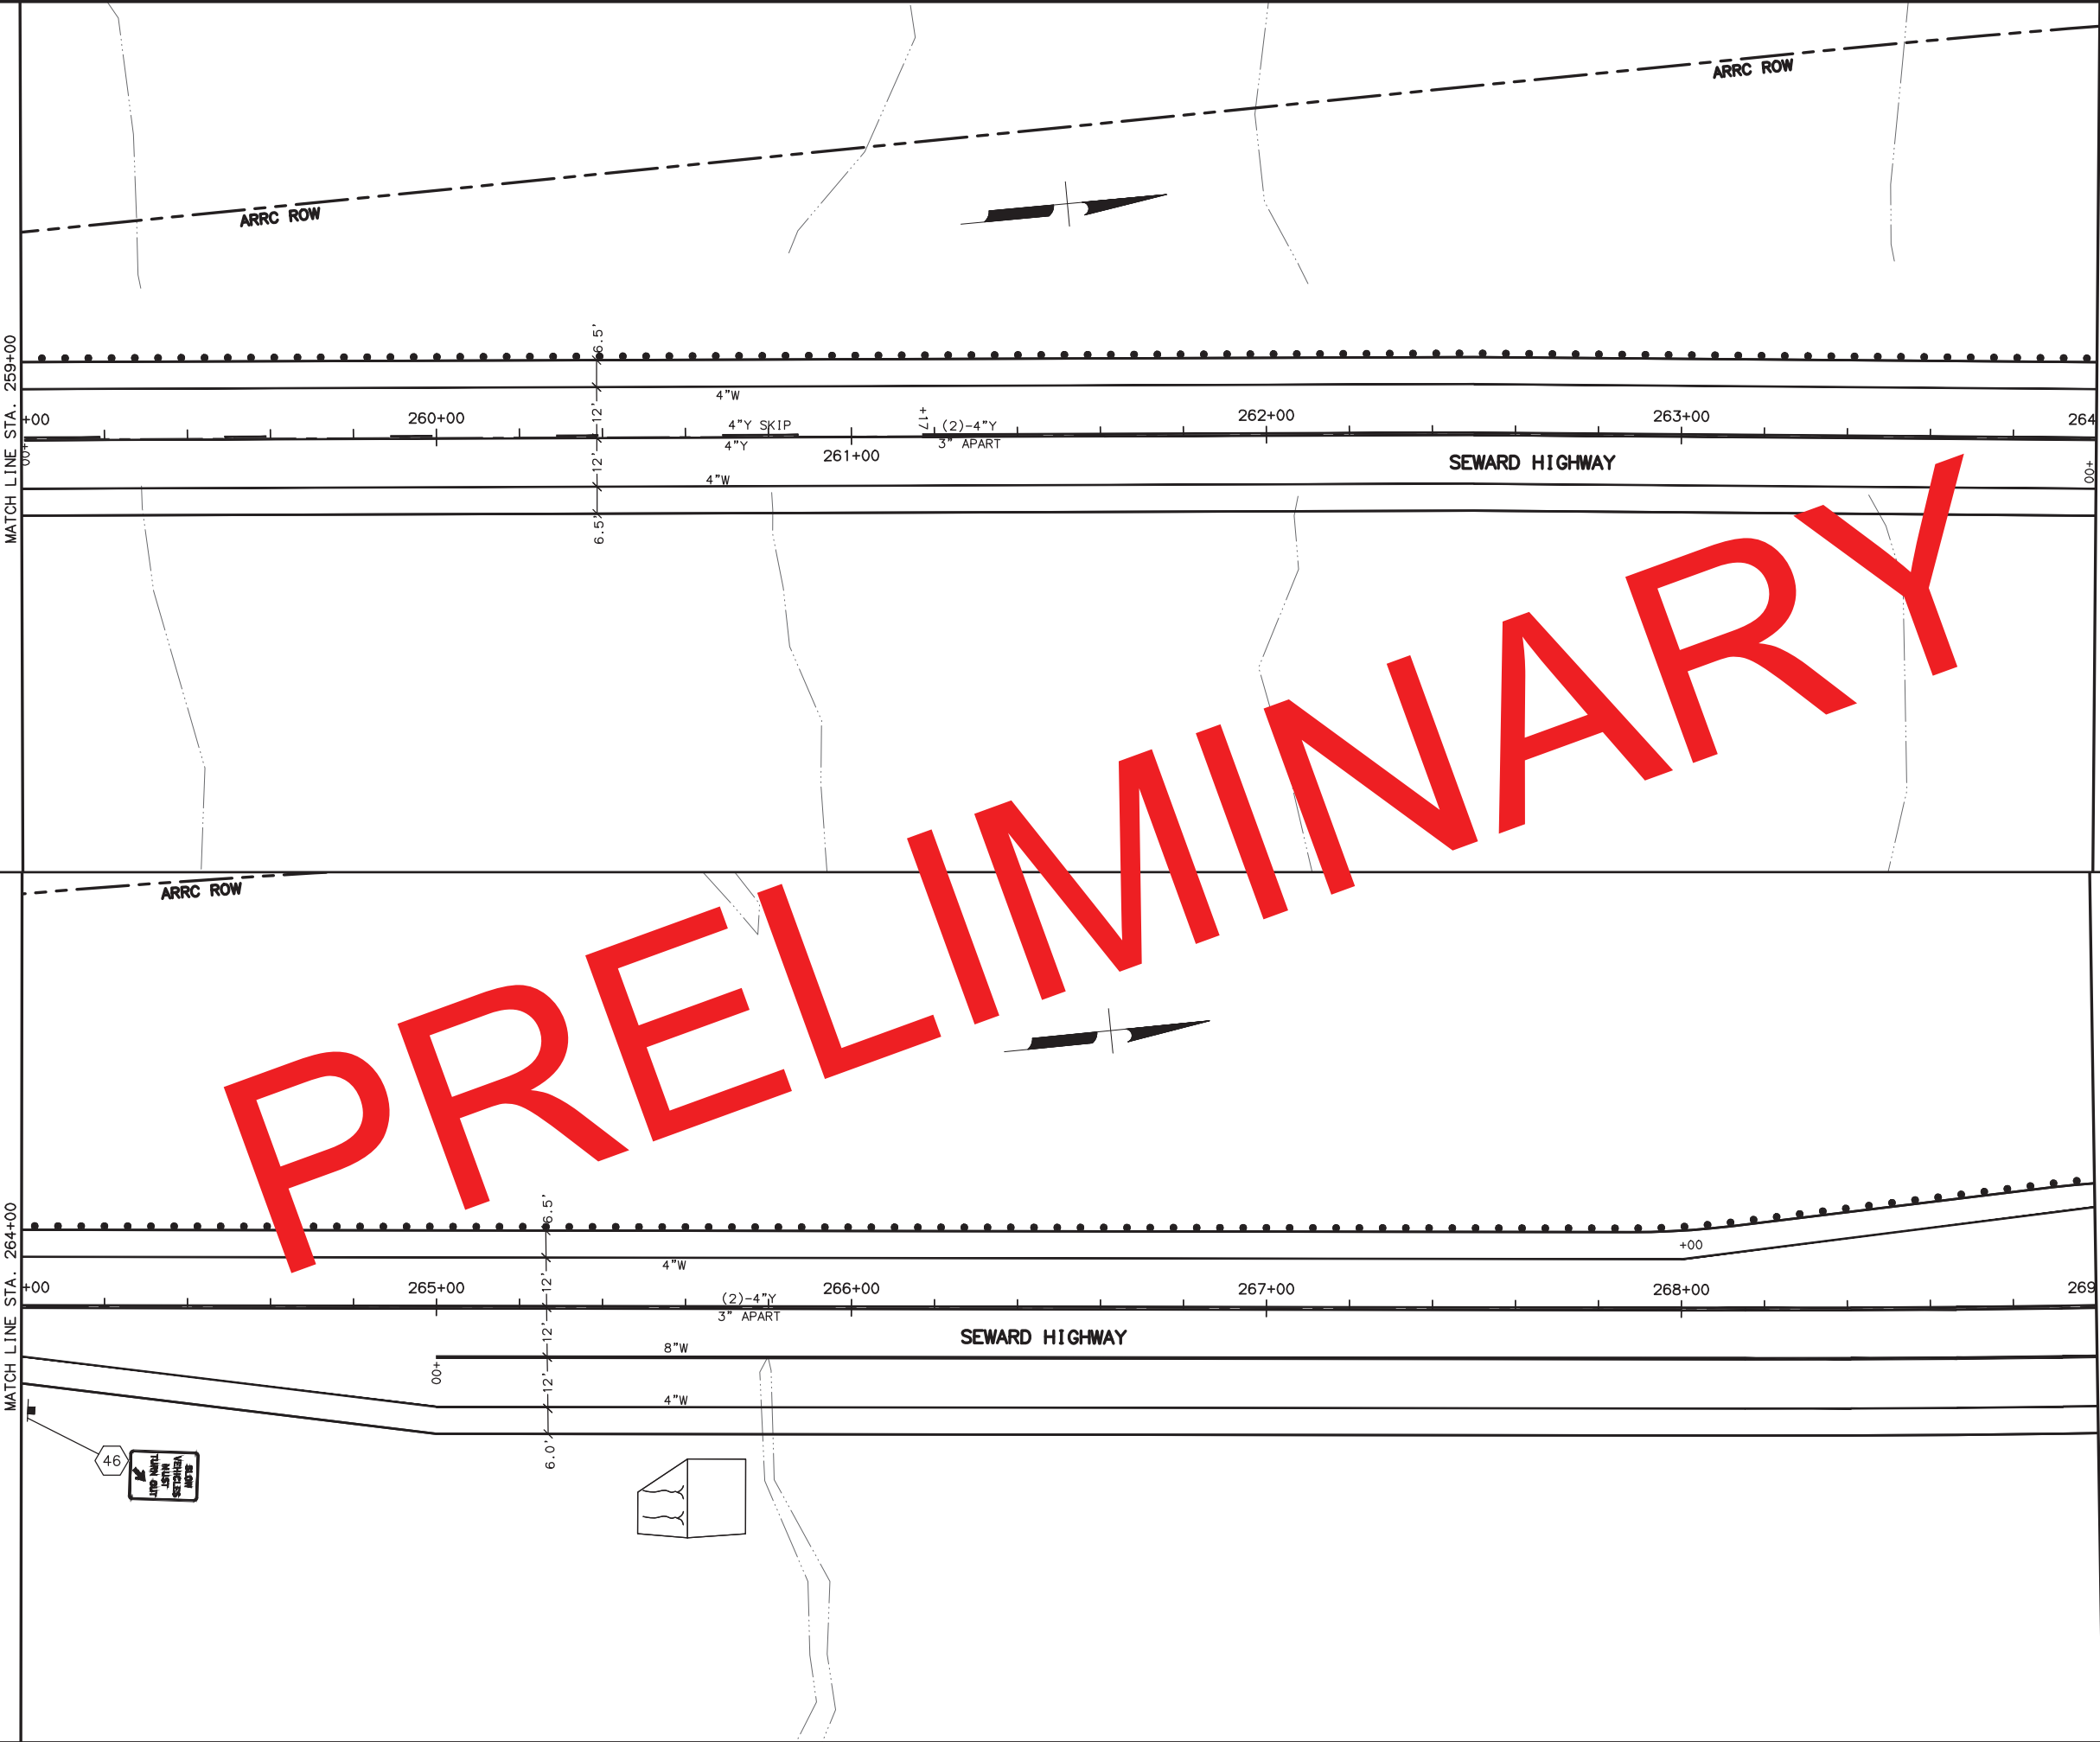 ARRC ROW
ARRC ROW
MATCH LINE STA. 259+00
6.5'
4"W
+00
260+00
12'
4"Y SKIP
+17
(2)-4"Y
262+00
263+00
264
00+
4"Y
261+00
3" APART
12'
4"W
SEWARD HIGHWAY
00+
6.5'
PRELIMINARY
ARRC ROW
MATCH LINE STA. 264+00
6.5'
4"W
+00
+00
265+00
12'
266+00
267+00
268+00
269
(2)-4"Y
3" APART
12'
SEWARD HIGHWAY
8"W
00+
12'
4"W
6.0'
46
SLOW
VEHICLES
MUST
TURN OUT